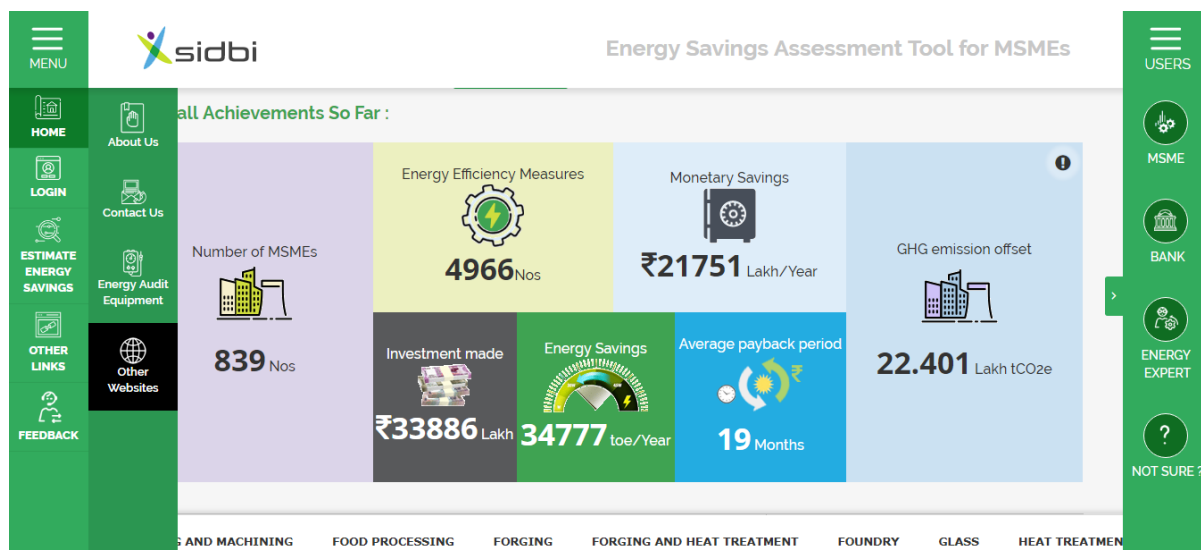 MENU
sidbi
Energy Savings Assessment Tool for MSMEs
USERS
HOME
LOGIN
ESTIMATE
ENERGY
SAVINGS
OTHER
LINKS
FEEDBACK
About Us
Contact Us
Energy Audit
Equipment
Other
Websites
all Achievements So Far :
Number of MSMEs
839 Nos
Energy Efficiency Measures
4966 Nos
Monetary Savings
₹21751 Lakh/Year
Investment made
₹33886 Lakh
Energy Savings
34777 toe/Year
Average payback period
₹
19 Months
GHG emission offset
22.401 Lakh tCO2e
MSME
BANK
ENERGY
EXPERT
?
NOT SURE ?
AND MACHINING FOOD PROCESSING FORGING FORGING AND HEAT TREATMENT FOUNDRY GLASS HEAT TREATMEN